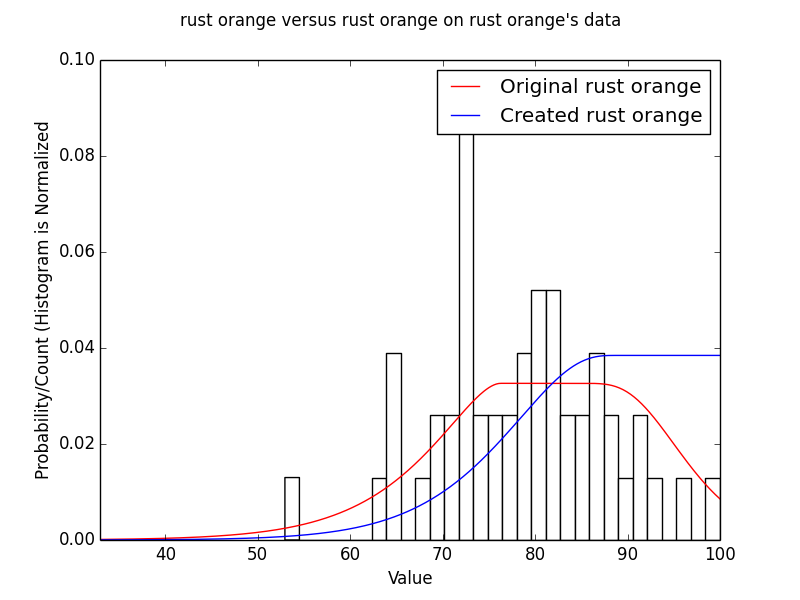 rust orange versus rust orange on rust orange's data
0.10
0.08
0.06
0.04
0.02
0.00
Probability/Count (Histogram is Normalized
Original rust orange
Created rust orange
40 50 60 70 80 90 100
Value